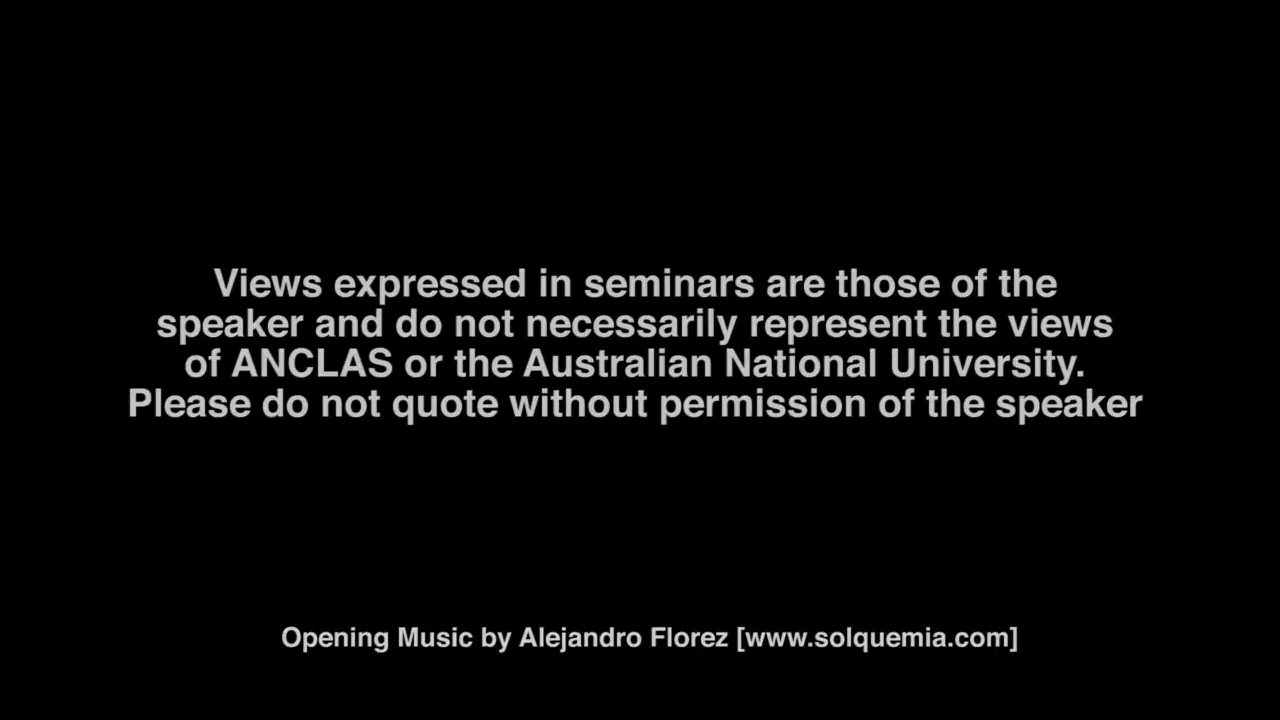 Views expressed in seminars are those of the
speaker and do not necessarily represent the views
of ANCLAS or the Australian National University.
Please do not quote without permission of the speaker
Opening Music by Alejandro Florez [www.solquemia.com]